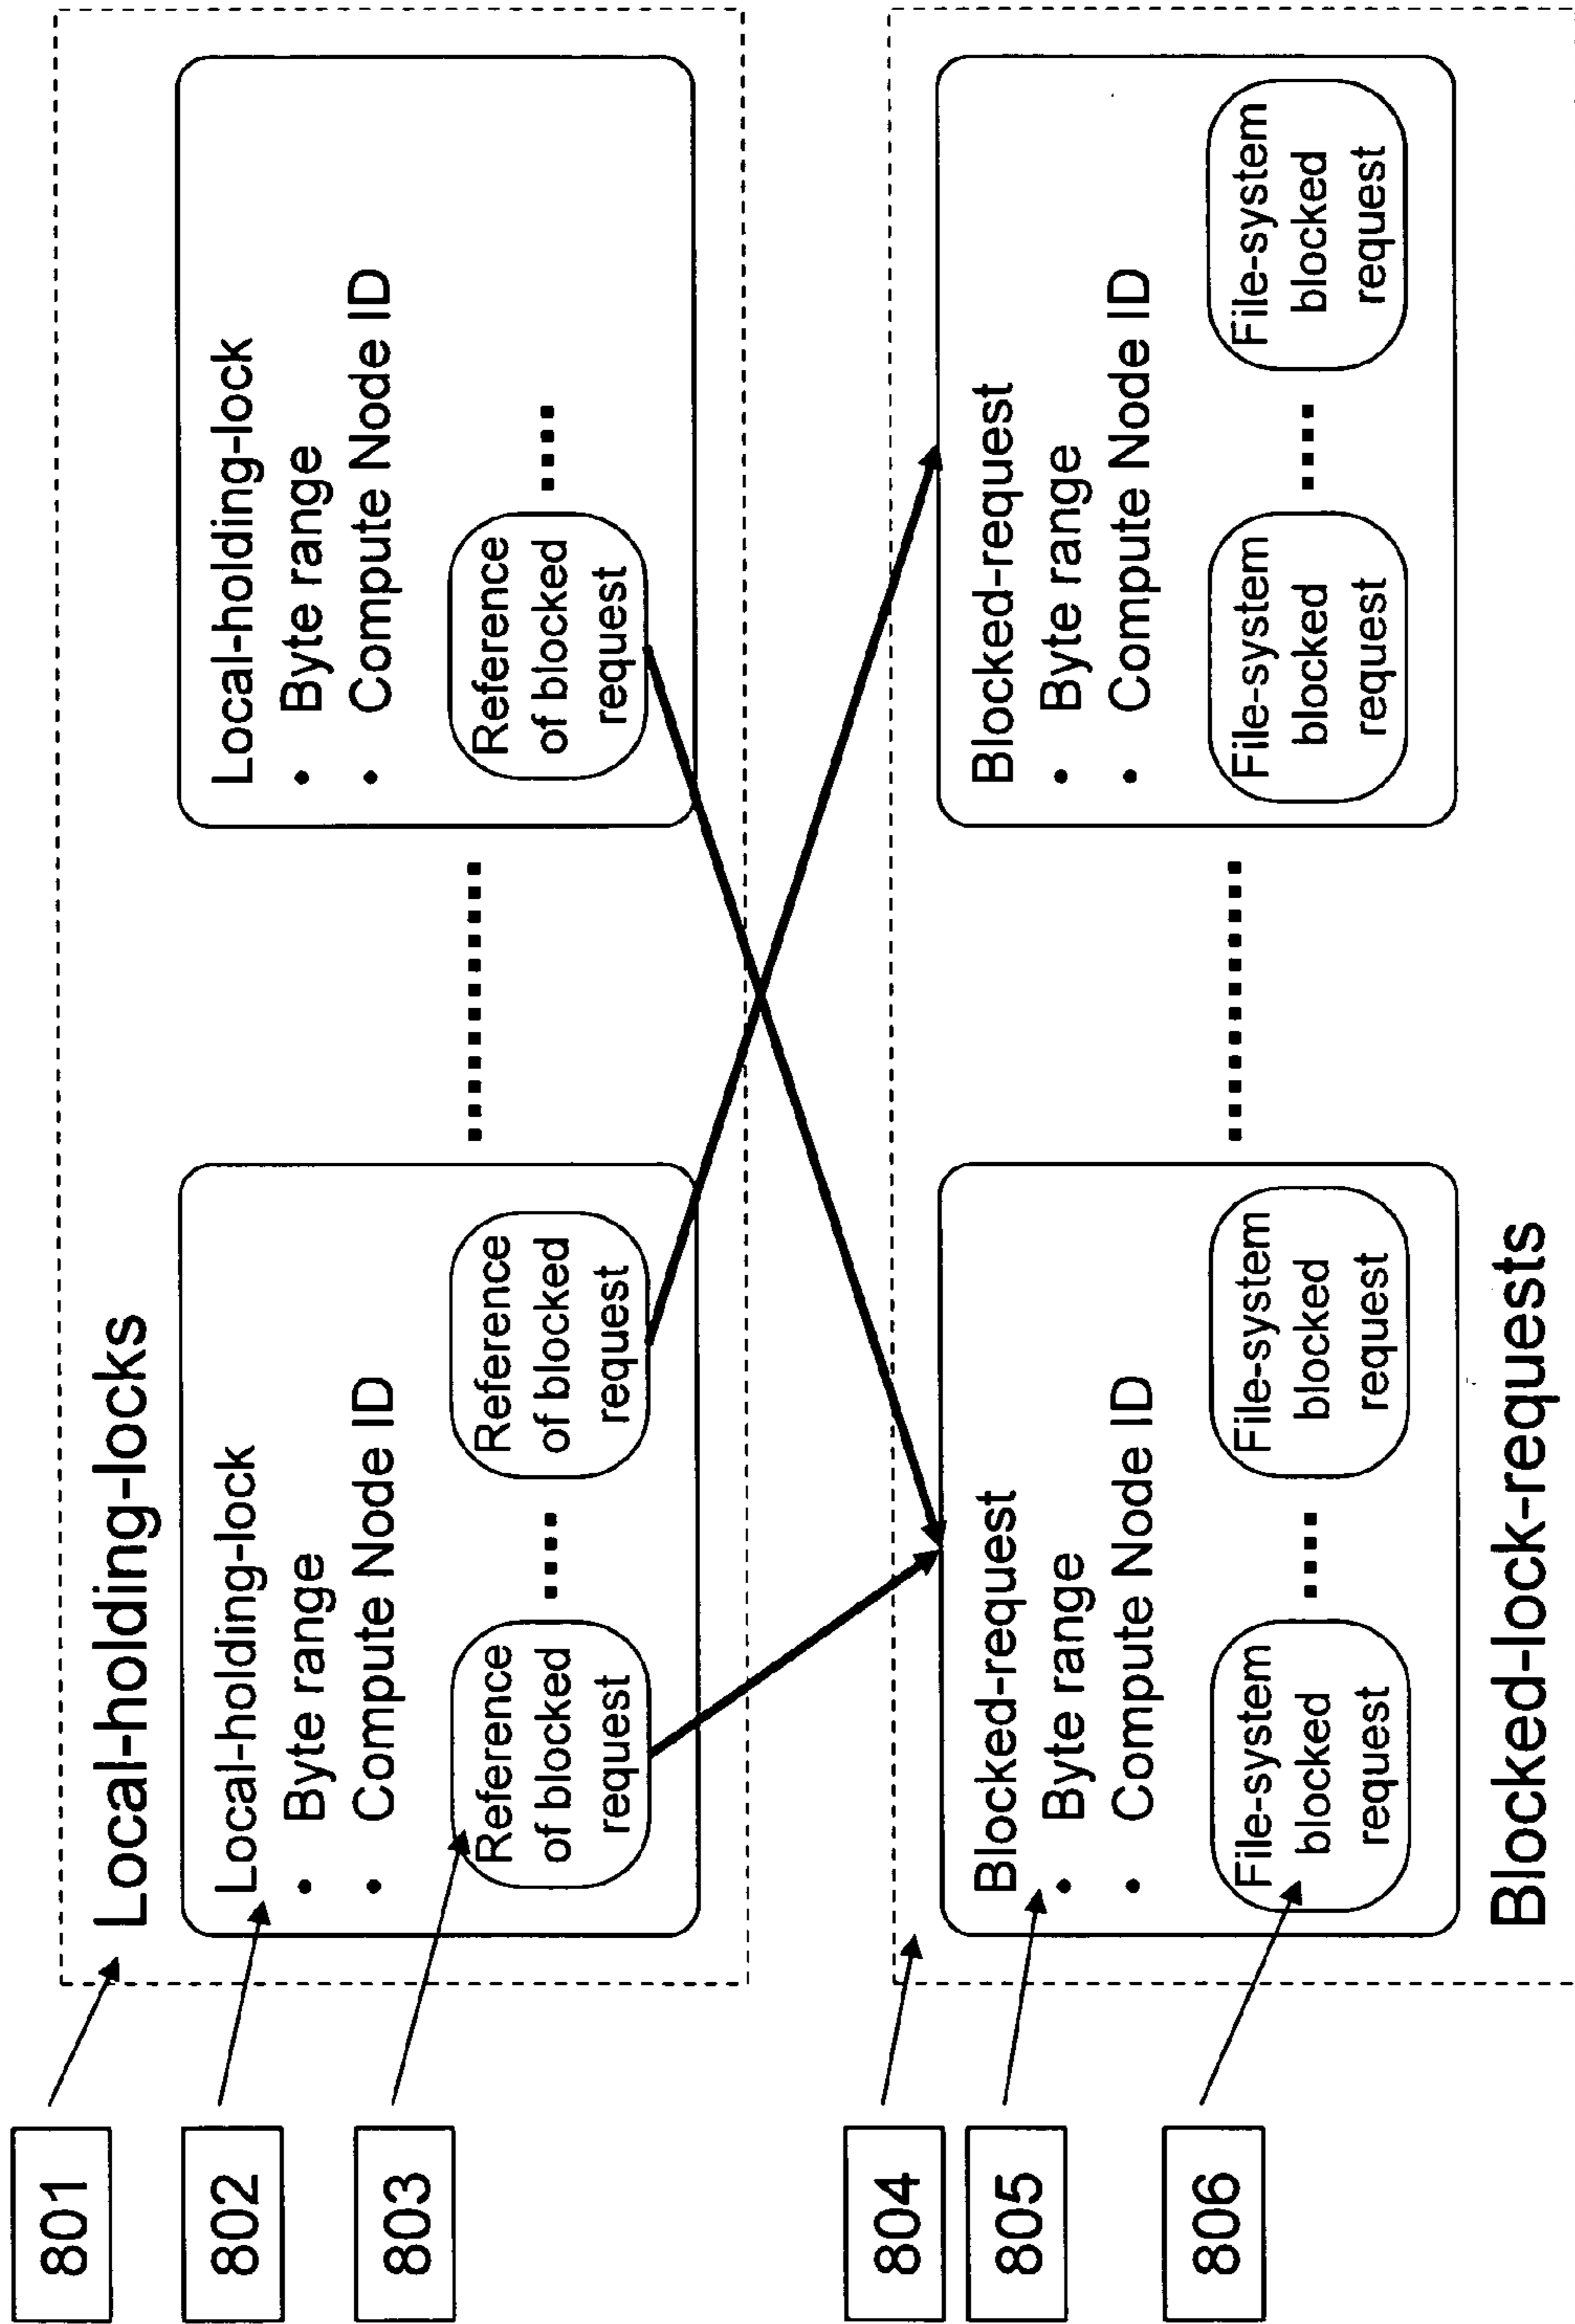 801
Local-holding-locks
802
Local-holding-lock
• Byte range
• Compute Node ID
803
Reference
of blocked
request
.....
Reference
of blocked
request
..............
Local-holding-lock
• Byte range
• Compute Node ID
Reference
of blocked
request
.....
804
805
Blocked-request
• Byte range
• Compute Node ID
806
File-system
blocked
request
.....
File-system
blocked
request
..............
Blocked-request
• Byte range
• Compute Node ID
File-system
blocked
request
.....
File-system
blocked
request
Blocked-lock-requests